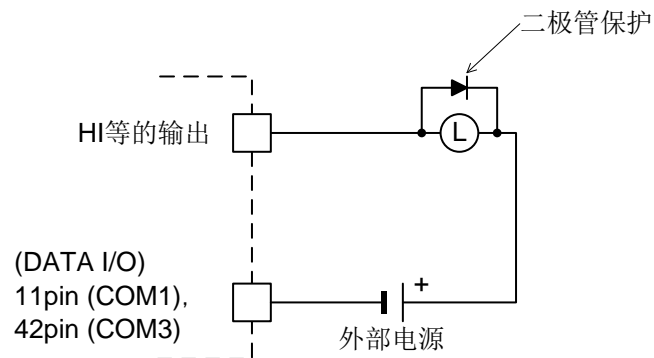 二极管保护
HI等的输出
L
(DATA I/O)
11pin (COM1),
42pin (COM3)
+
外部电源